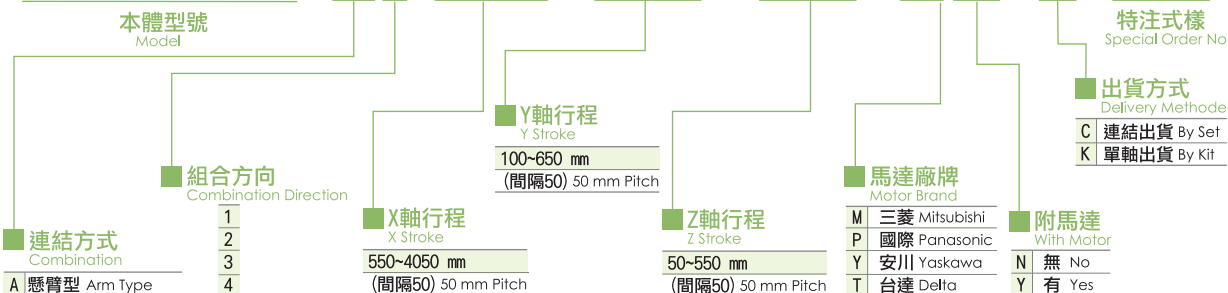 本體型號
Model
特注式樣
Special Order No
出貨方式
Delivery Methode
C 連結出貨 By Set
K 單軸出貨 By Kit
Y軸行程
Y Stroke
100~650 mm
(間隔50) 50 mm Pitch
組合方向
Combination Direction
1
2
3
4
馬達廠牌
Motor Brand
M 三菱 Mitsubishi
P 國際 Panasonic
Y 安川 Yaskawa
T 台達 Delta
X軸行程
X Stroke
550~4050 mm
(間隔50) 50 mm Pitch
Z軸行程
Z Stroke
50~550 mm
(間隔50) 50 mm Pitch
附馬達
With Motor
N 無 No
Y 有 Yes
連結方式
Combination
A 懸臂型 Arm Type